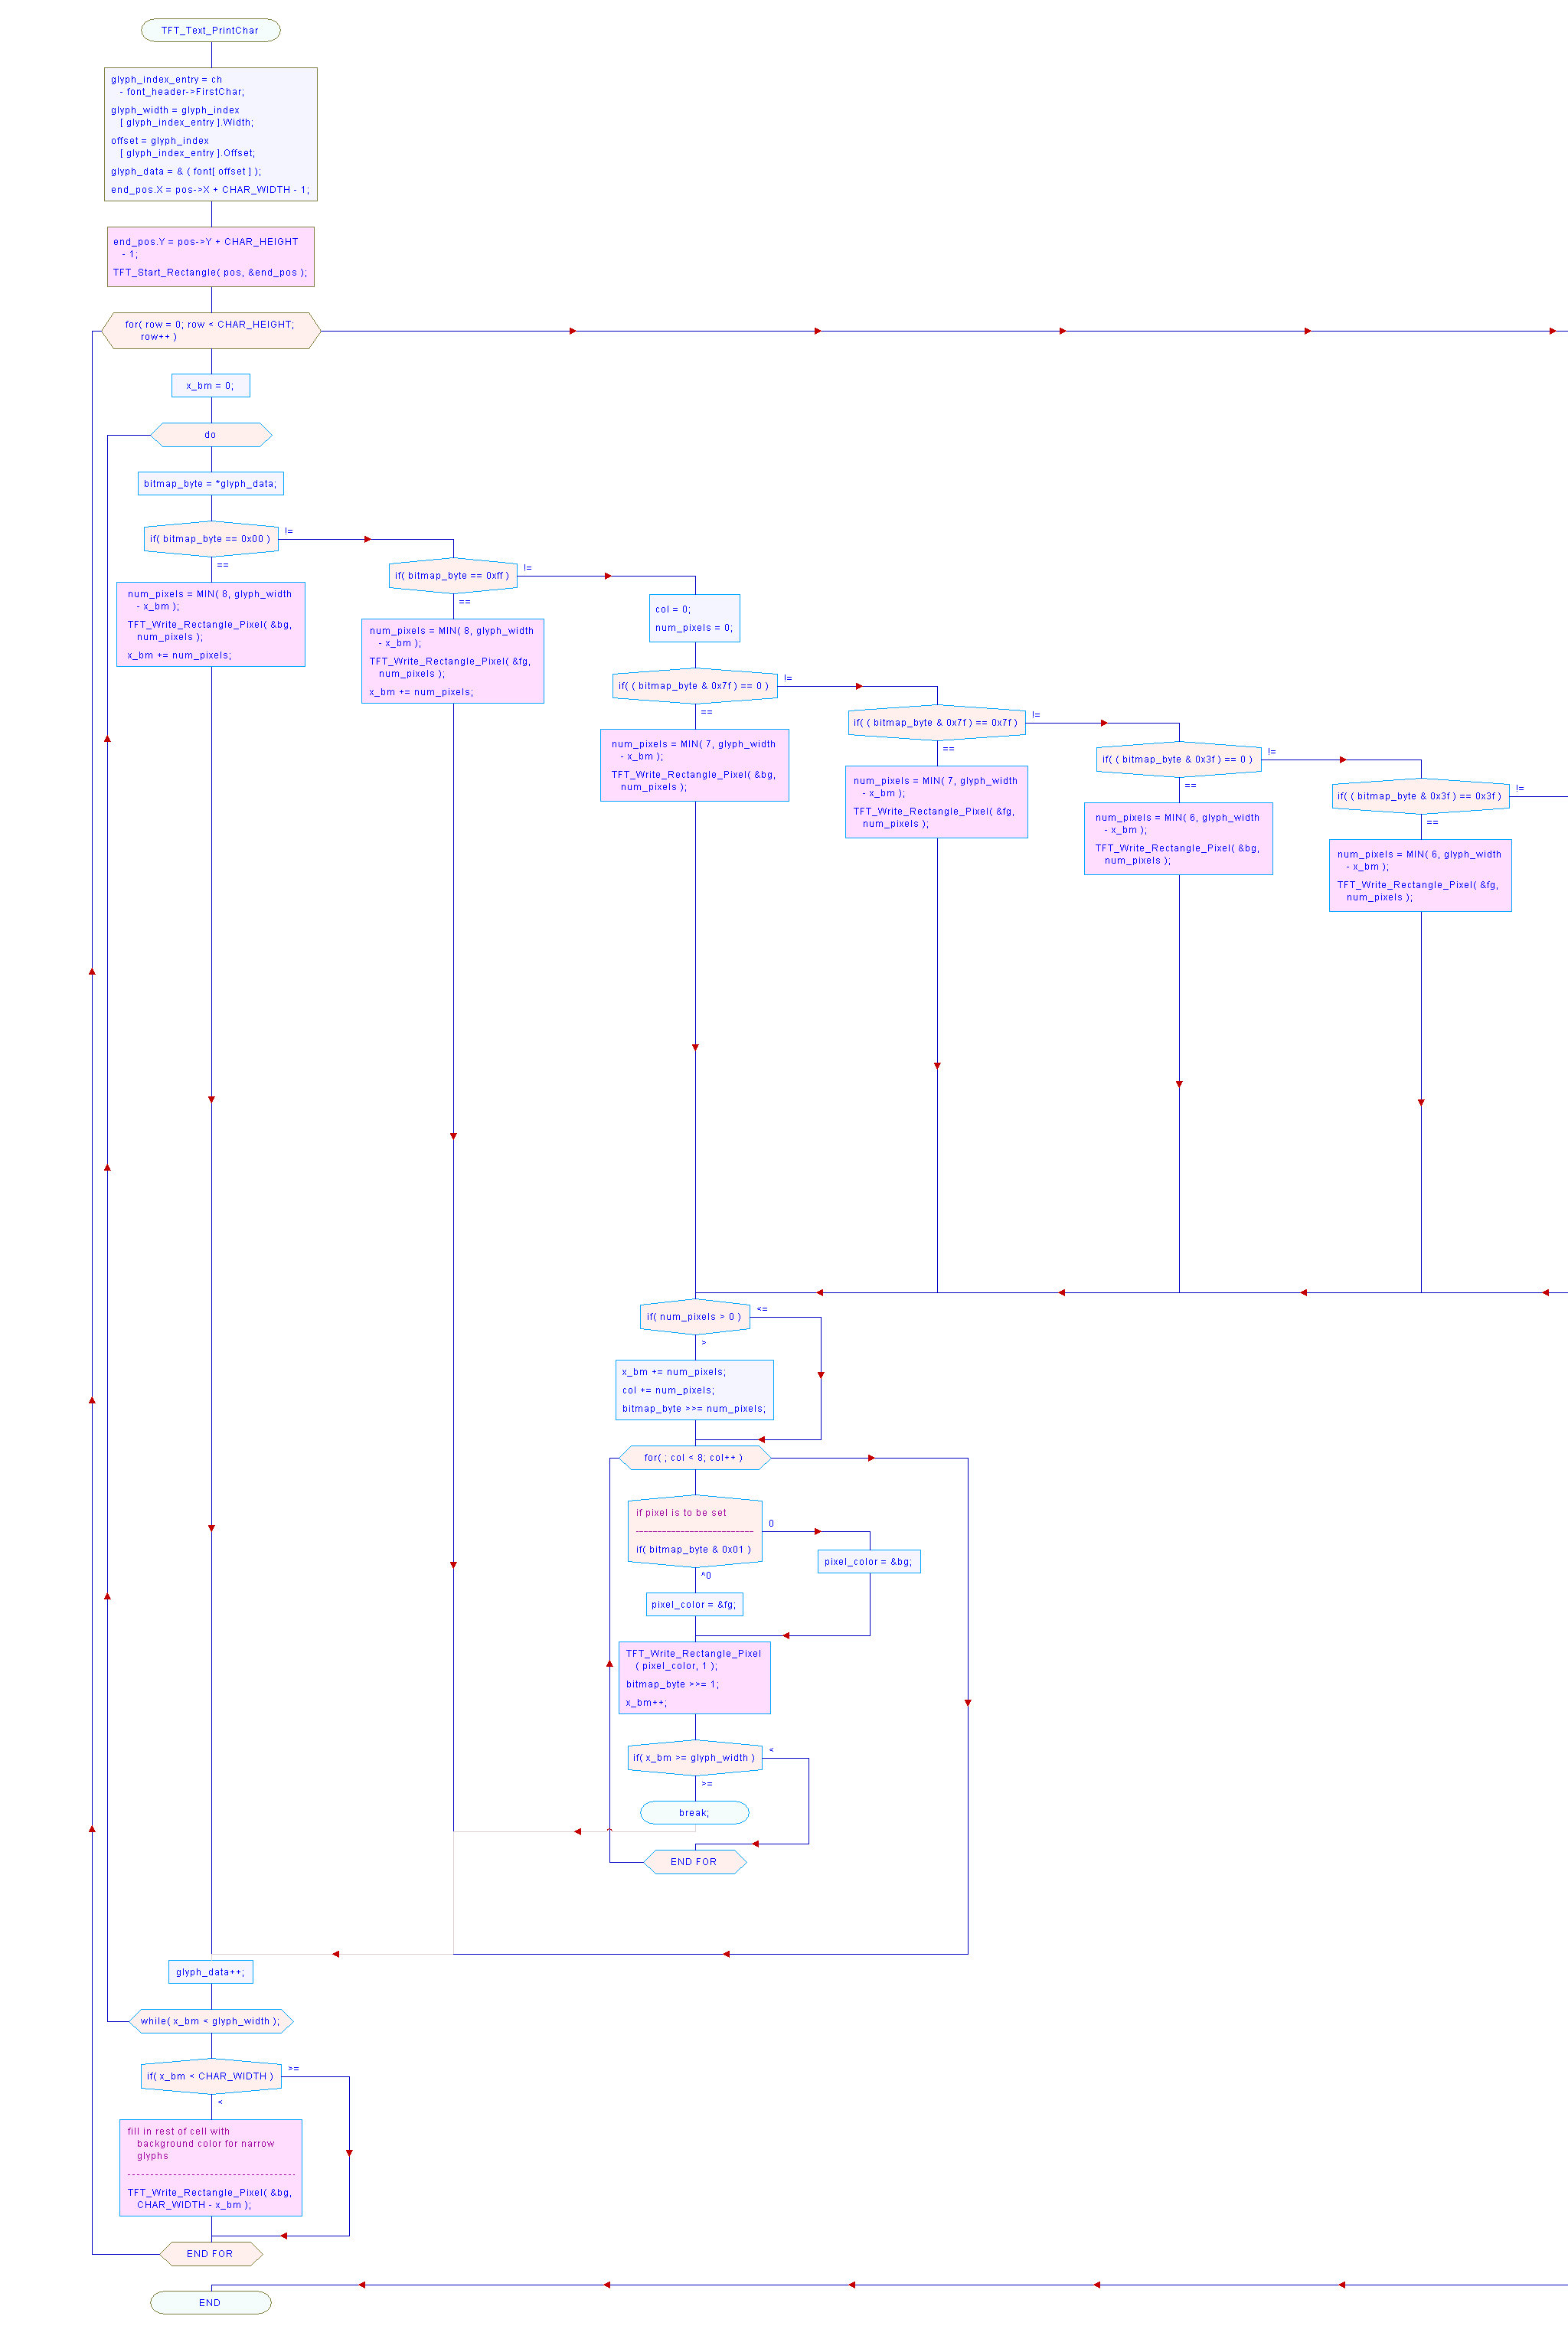 TFT_Text_PrintChar
glyph_index_entry = ch
- font_header->FirstChar;
glyph_width = glyph_index
[ glyph_index_entry ].Width;
offset = glyph_index
[ glyph_index_entry ].Offset;
glyph_data = & ( font[ offset ] );
end_pos.X = pos->X + CHAR_WIDTH - 1;
end_pos.Y = pos->Y + CHAR_HEIGHT
- 1;
TFT_Start_Rectangle( pos, &end_pos );
for( row = 0; row < CHAR_HEIGHT;
row++ )
x_bm = 0;
do
bitmap_byte = *glyph_data;
if( bitmap_byte == 0x00 )
!=
==
num_pixels = MIN( 8, glyph_width
- x_bm );
TFT_Write_Rectangle_Pixel( &bg,
num_pixels );
x_bm += num_pixels;
if( bitmap_byte == 0xff )
!=
==
num_pixels = MIN( 8, glyph_width
- x_bm );
TFT_Write_Rectangle_Pixel( &fg,
num_pixels );
x_bm += num_pixels;
col = 0;
num_pixels = 0;
if( ( bitmap_byte & 0x7f ) == 0 )
!=
==
num_pixels = MIN( 7, glyph_width
- x_bm );
TFT_Write_Rectangle_Pixel( &bg,
num_pixels );
if( ( bitmap_byte & 0x7f ) == 0x7f )
!=
==
num_pixels = MIN( 7, glyph_width
- x_bm );
TFT_Write_Rectangle_Pixel( &fg,
num_pixels );
if( ( bitmap_byte & 0x3f ) == 0 )
!=
==
num_pixels = MIN( 6, glyph_width
- x_bm );
TFT_Write_Rectangle_Pixel( &bg,
num_pixels );
if( ( bitmap_byte & 0x3f ) == 0x3f )
!=
==
num_pixels = MIN( 6, glyph_width
- x_bm );
TFT_Write_Rectangle_Pixel( &fg,
num_pixels );
if( num_pixels > 0 )
<=
>
x_bm += num_pixels;
col += num_pixels;
bitmap_byte >>= num_pixels;
for( ; col < 8; col++ )
if pixel is to be set
if( bitmap_byte & 0x01 )
0
^0
pixel_color = &bg;
pixel_color = &fg;
TFT_Write_Rectangle_Pixel
( pixel_color, 1 );
bitmap_byte >>= 1;
x_bm++;
if( x_bm >= glyph_width )
<
>=
break;
END FOR
glyph_data++;
while( x_bm < glyph_width );
if( x_bm < CHAR_WIDTH )
>=
<
fill in rest of cell with
background color for narrow
glyphs
TFT_Write_Rectangle_Pixel( &bg,
CHAR_WIDTH - x_bm );
END FOR
END